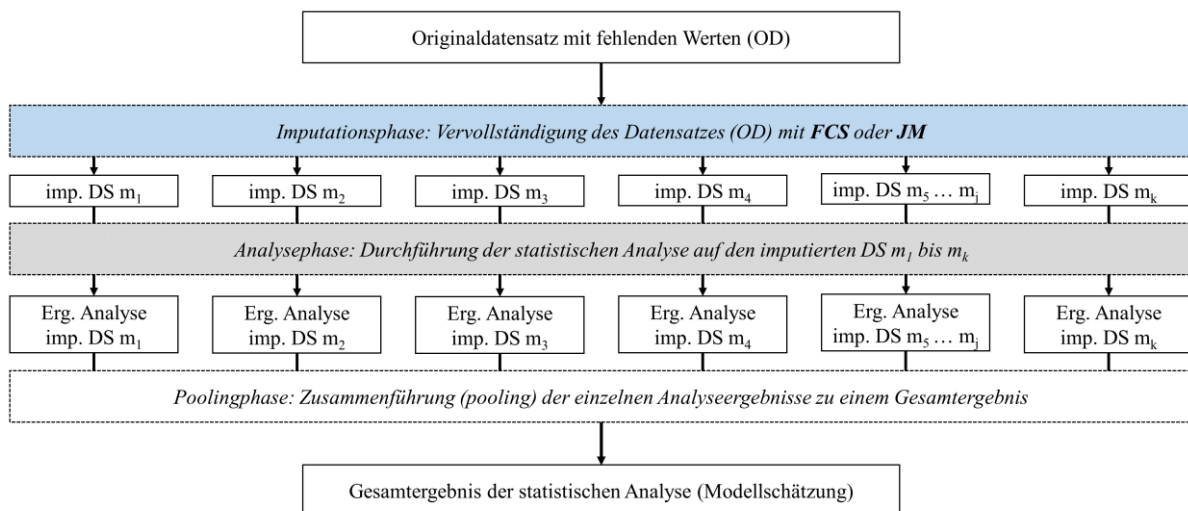 Originaldatensatz mit fehlenden Werten (OD)
Imputationsphase: Vervollständigung des Datensatzes (OD) mit FCS oder JM
imp. DS m₁ imp. DS m₂ imp. DS m₃ imp. DS m₄ imp. DS m₅ … mⱼ imp. DS mₖ
Analysephase: Durchführung der statistischen Analyse auf den imputierten DS m₁ bis mₖ
Erg. Analyse Erg. Analyse Erg. Analyse Erg. Analyse Erg. Analyse Erg. Analyse
imp. DS m₁ imp. DS m₂ imp. DS m₃ imp. DS m₄ imp. DS m₅ … mⱼ imp. DS mₖ
Poolingphase: Zusammenführung (pooling) der einzelnen Analyseergebnisse zu einem Gesamtergebnis
Gesamtergebnis der statistischen Analyse (Modellschätzung)